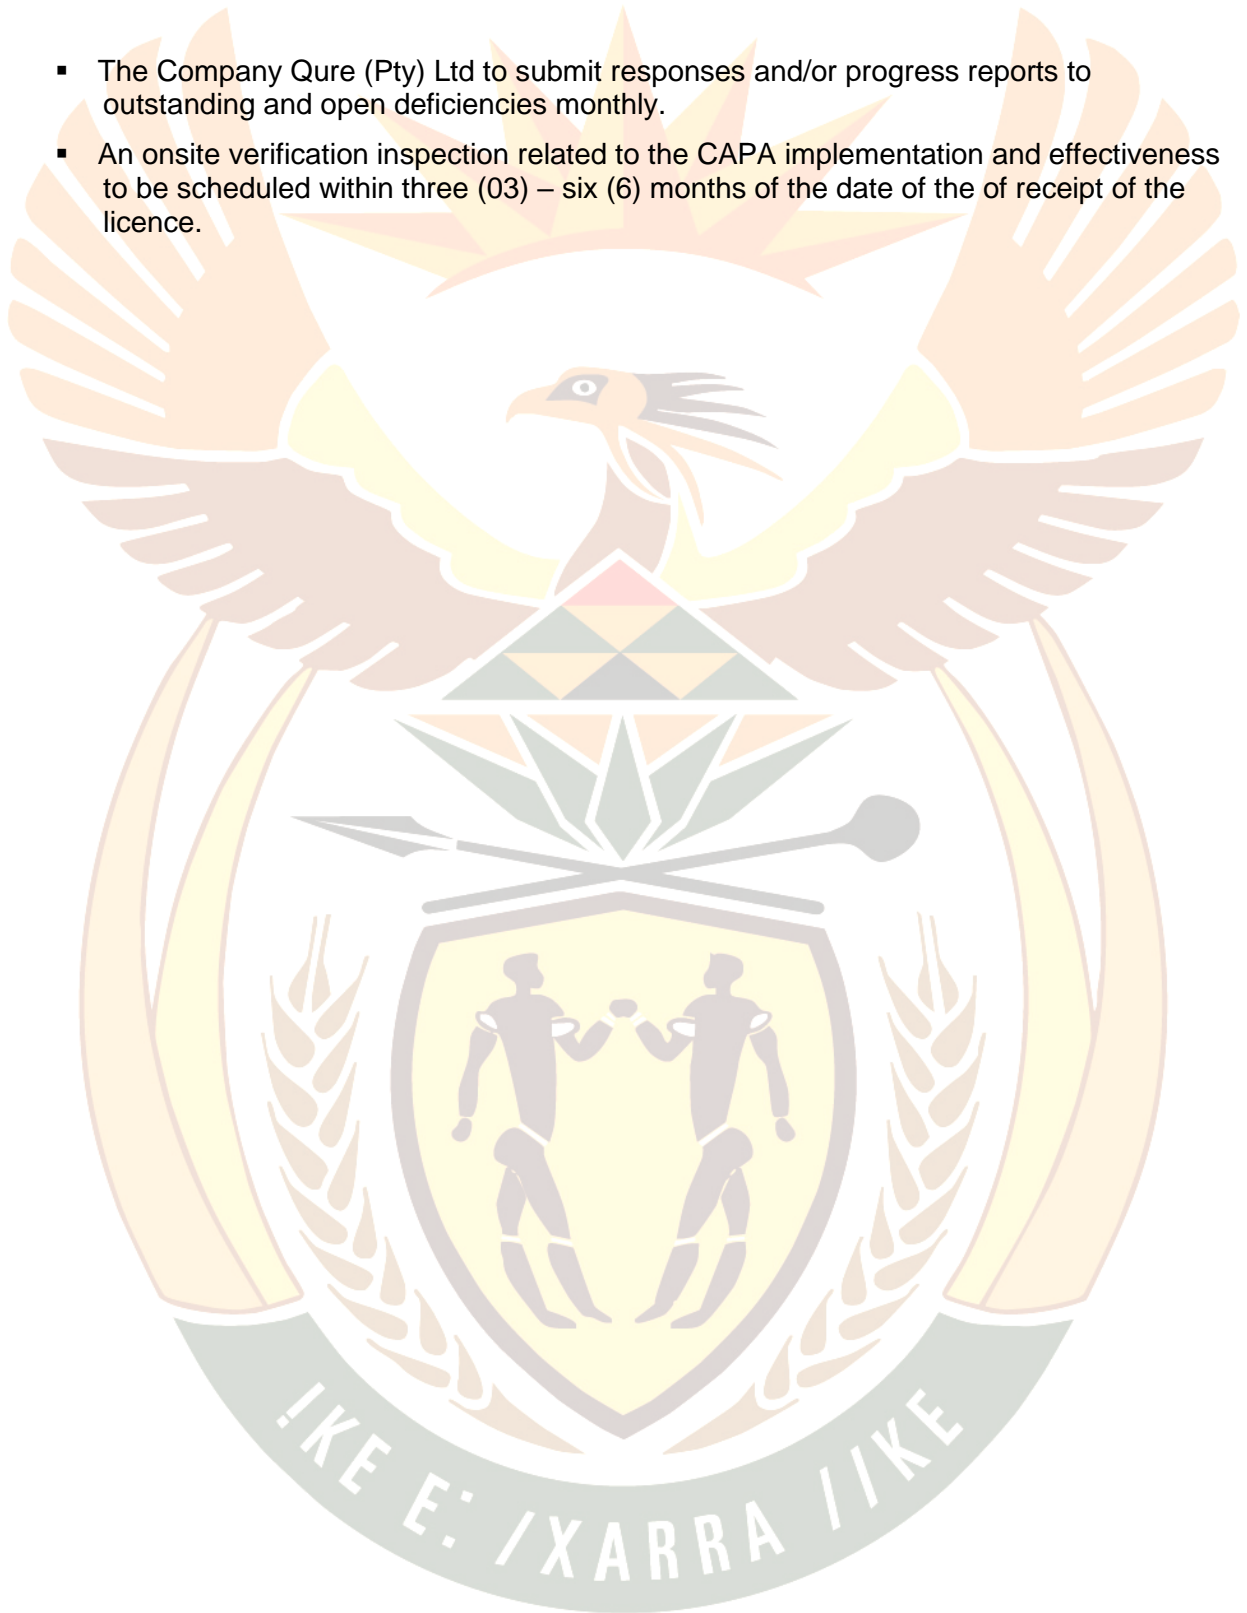 ▪ The Company Qure (Pty) Ltd to submit responses and/or progress reports to
outstanding and open deficiencies monthly.
▪ An onsite verification inspection related to the CAPA implementation and effectiveness
to be scheduled within three (03) – six (6) months of the date of the of receipt of the
licence.
!KE E: /XARRA //KE